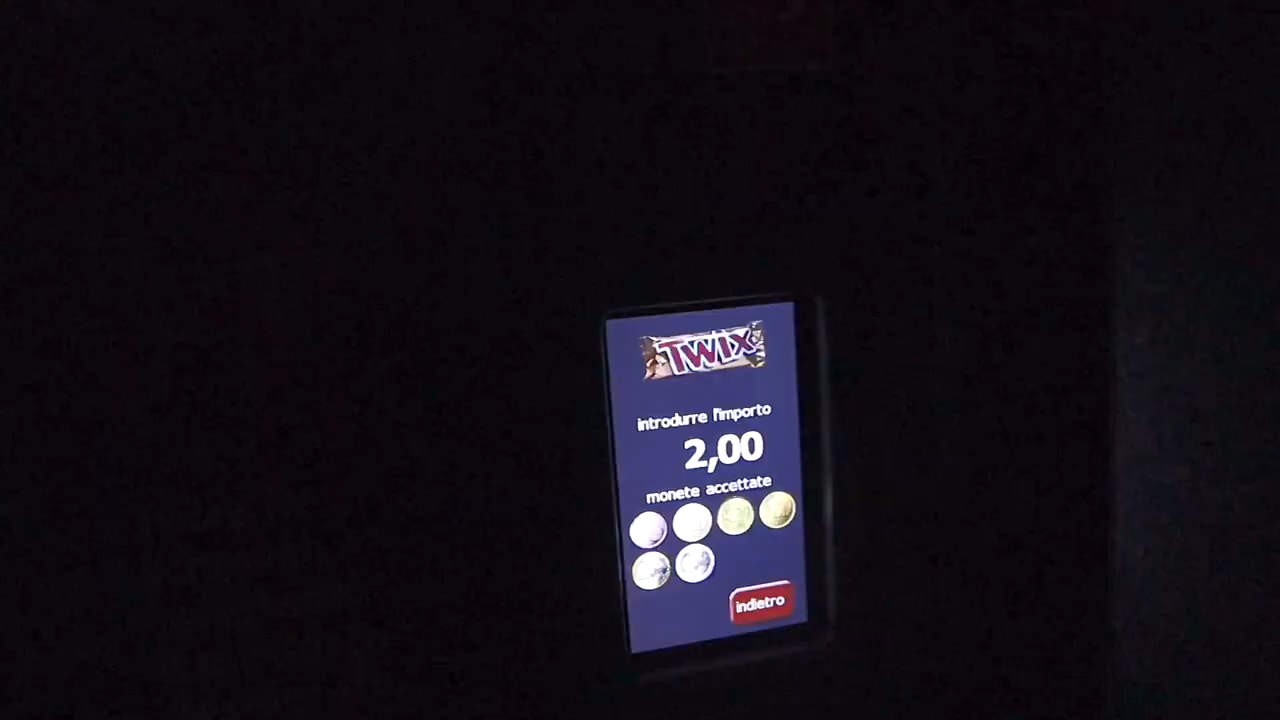 TWIX
introdurre l'importo
2,00
monete accettate
indietro